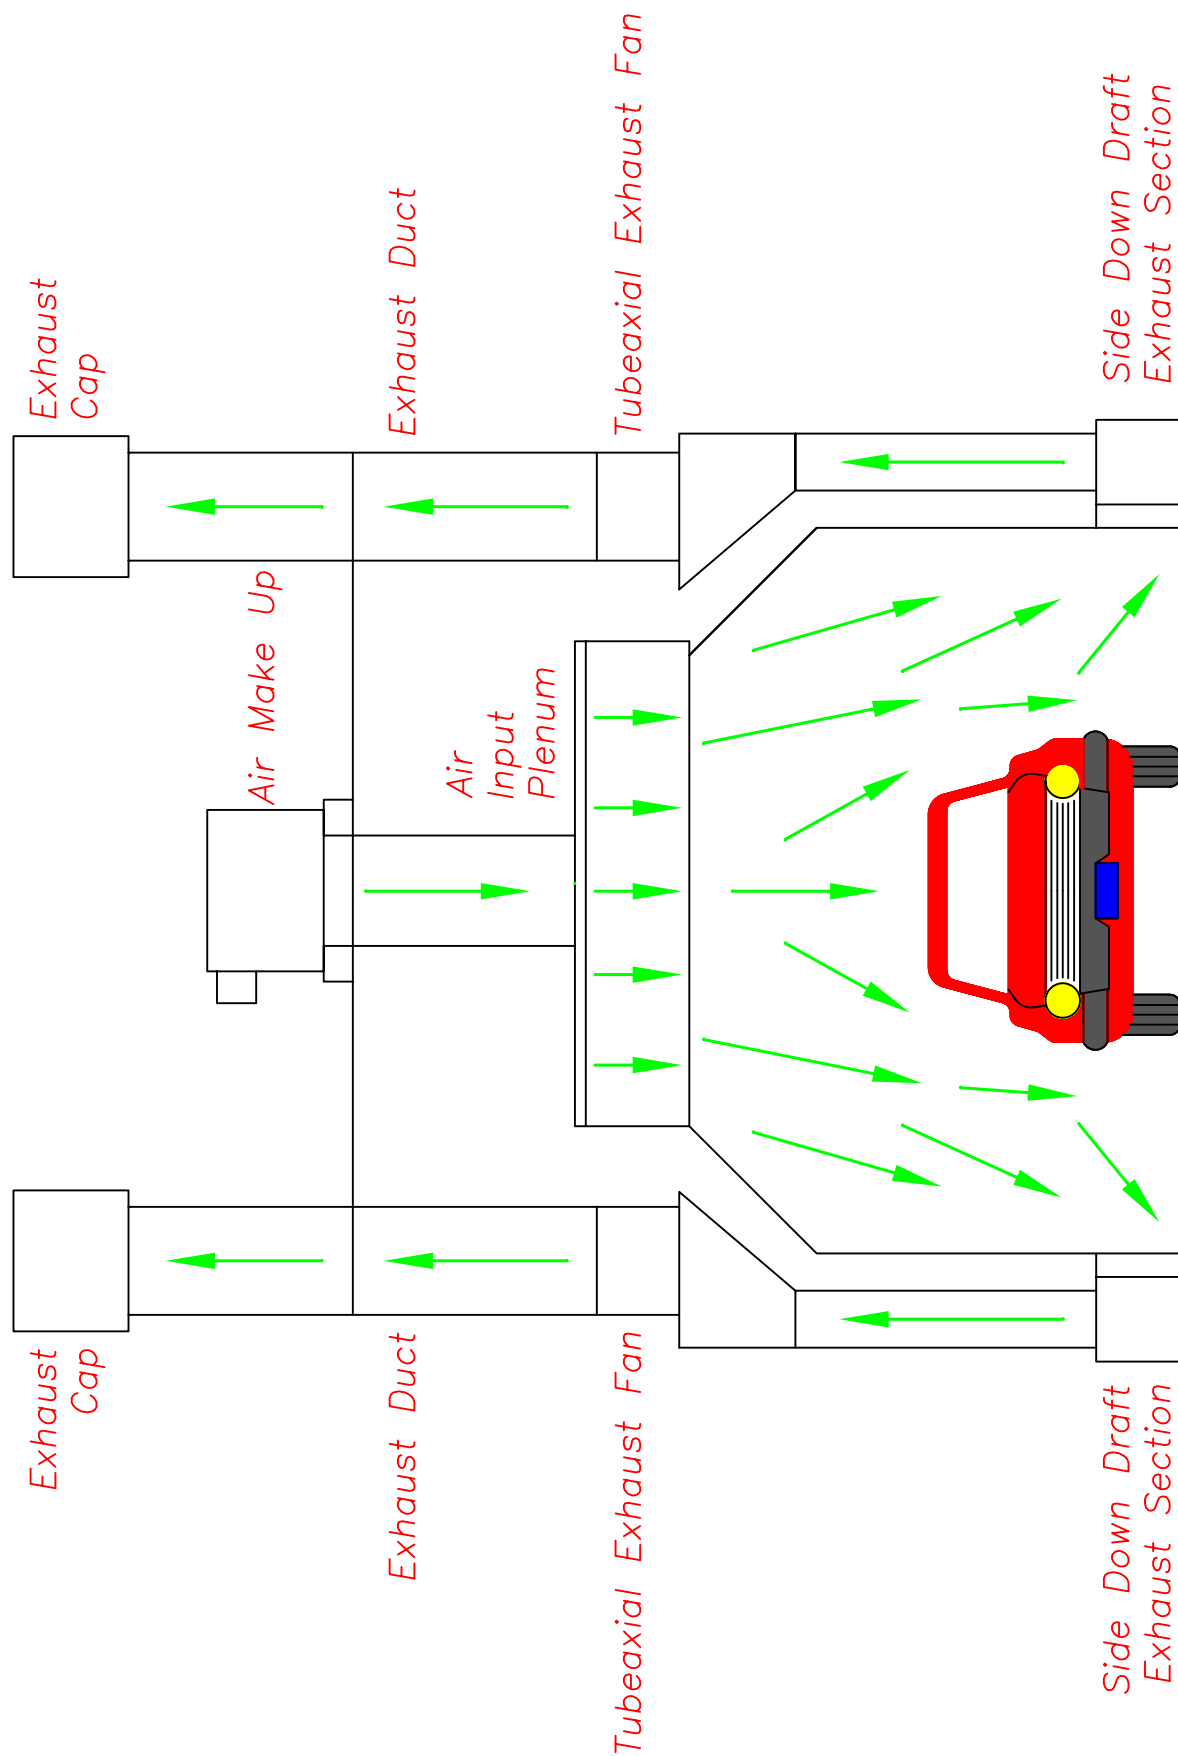 Exhaust
Cap
Exhaust
Cap
Air Make Up
Exhaust Duct
Exhaust Duct
Air
Input
Plenum
Tubeaxial Exhaust Fan
Tubeaxial Exhaust Fan
Side Down Draft
Exhaust Section
Side Down Draft
Exhaust Section